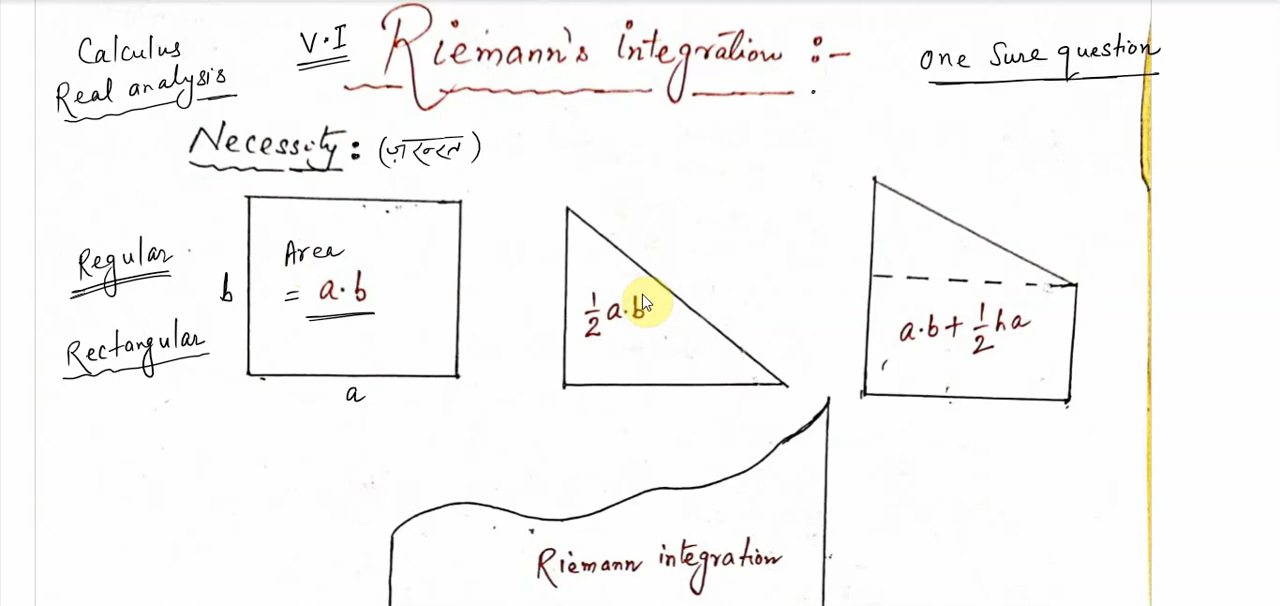 Calculus
Real analysis
V.I
Riemann's integration :-
One Sure question
Necessity: (ज़रूरत)
Regular
Rectangular
b
Area
= a.b
a
1/2 a.b
a.b + 1/2 ha
Riemann integration